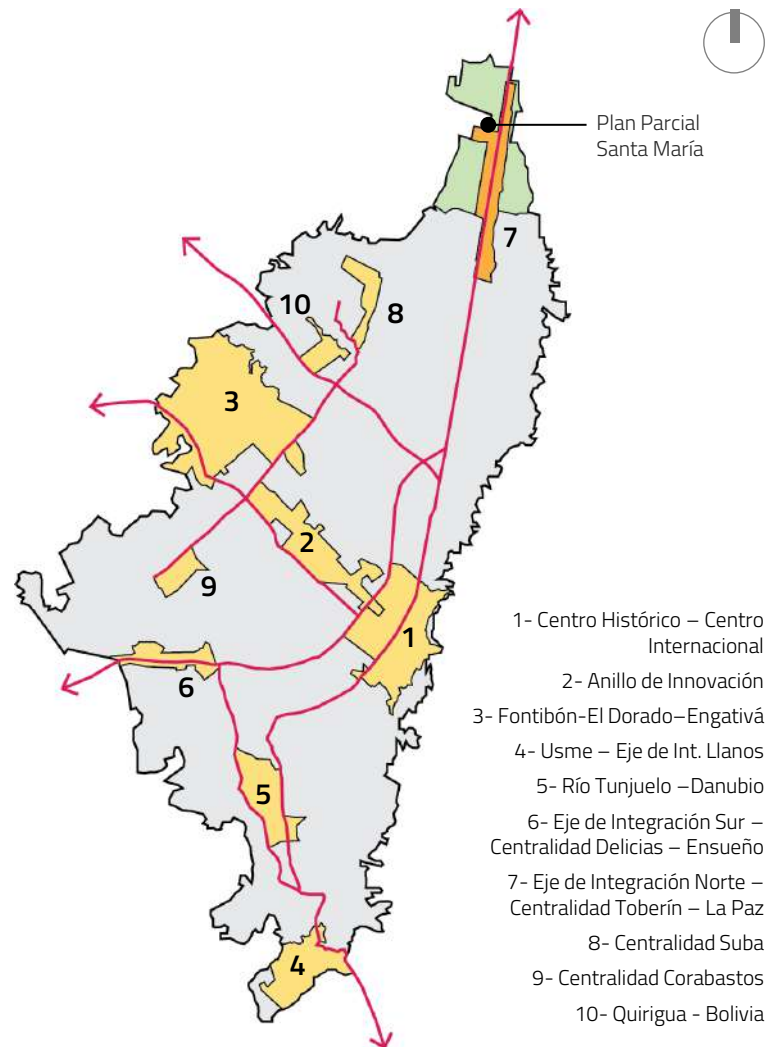 Plan Parcial
Santa María
7
10
8
3
2
9
1
6
5
4
1- Centro Histórico – Centro
Internacional
2- Anillo de Innovación
3- Fontibón-El Dorado–Engativá
4- Usme – Eje de Int. Llanos
5- Río Tunjuelo –Danubio
6- Eje de Integración Sur –
Centralidad Delicias – Ensueño
7- Eje de Integración Norte –
Centralidad Toberín – La Paz
8- Centralidad Suba
9- Centralidad Corabastos
10- Quirigua - Bolivia